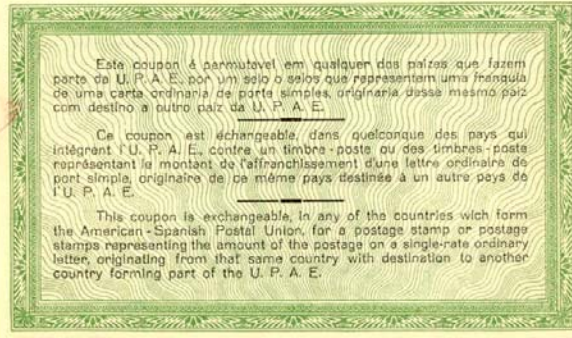 Este coupon é permutavel em qualquer dos paizes que fazem
parte da U. P. A. E. por um selo o selos que representem uma franquia
de uma carta ordinaria de porte simples, originaria desse mesmo paiz
com destino a outro paiz da U. P. A. E.
Ce coupon est échangeable, dans quelconque des pays qui
intègrent l'U. P. A. E., contre un timbre-poste ou des timbres-poste
représentant le montant de l'affranchissement d'une lettre ordinaire de
port simple, originaire de ce même pays destinée à un autre pays de
l'U. P. A. E.
This coupon is exchangeable, in any of the countries wich form
the American-Spanish Postal Union, for a postage stamp or postage
stamps representing the amount of the postage on a single-rate ordinary
letter, originating from that same country with destination to another
country forming part of the U. P. A. E.